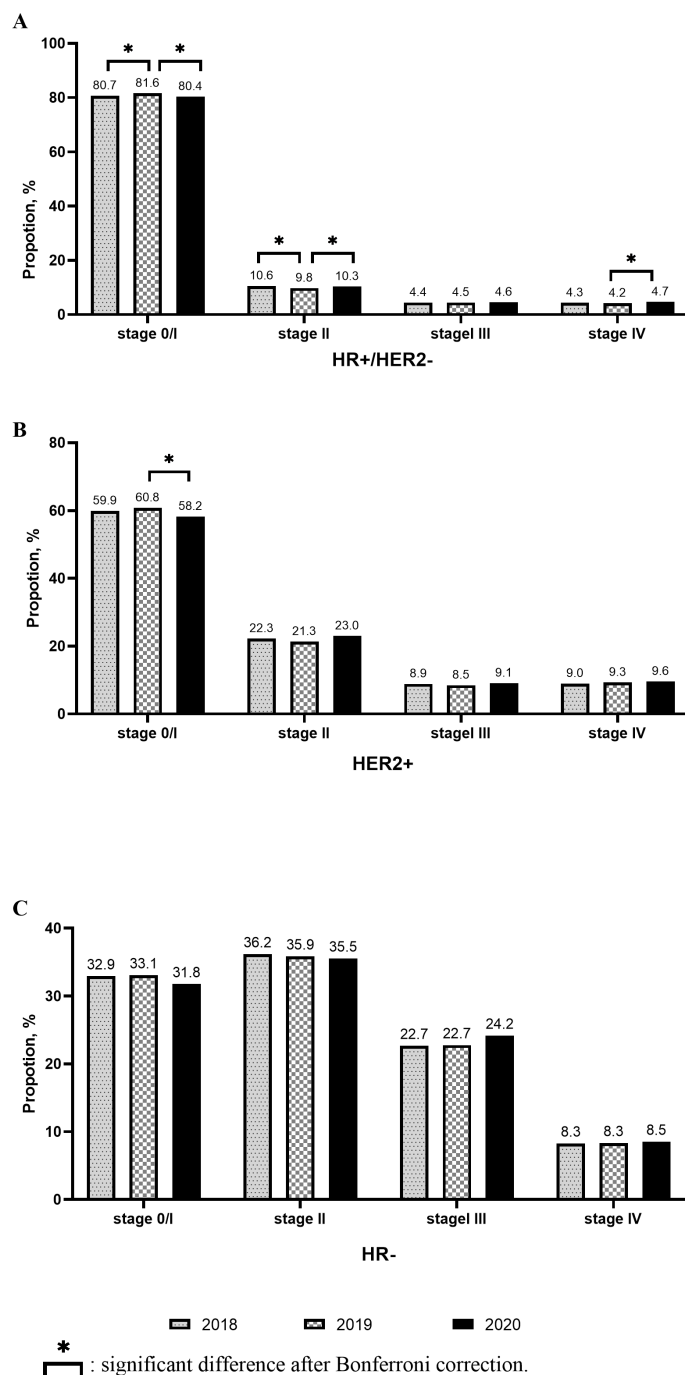 A
Propotion, %
100
80
60
40
20
0
* *
80.7 81.6 80.4
* *
10.6 9.8 10.3
4.4 4.5 4.6
*
4.3 4.2 4.7
stage 0/I stage II stagel III stage IV
HR+/HER2-
B
Propotion, %
80
60
40
20
0
*
59.9 60.8 58.2
22.3 21.3 23.0
8.9 8.5 9.1
9.0 9.3 9.6
stage 0/I stage II stagel III stage IV
HER2+
C
Propotion, %
40
30
20
10
0
32.9 33.1 31.8
36.2 35.9 35.5
22.7 22.7 24.2
8.3 8.3 8.5
stage 0/I stage II stagel III stage IV
HR-
2018 2019 2020
* : significant difference after Bonferroni correction.